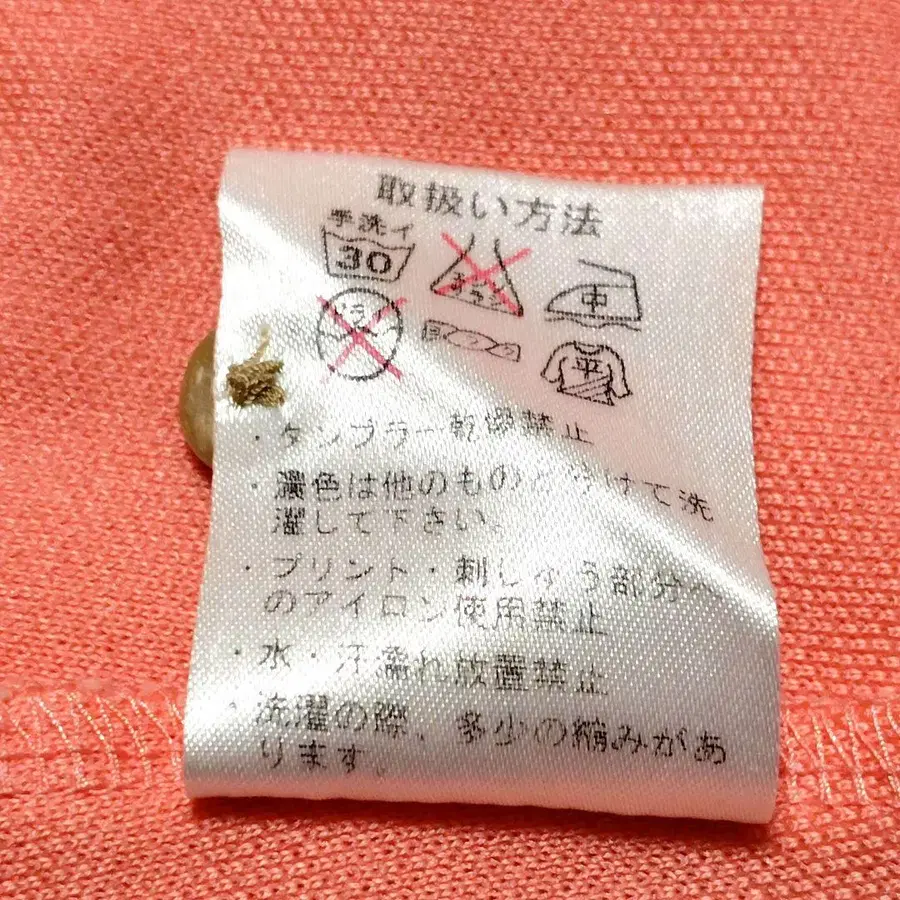 取扱い方法
手洗イ
30
中
ドライ
平
・タンブラー乾燥禁止
・濃色は他のものと分けて洗
濯して下さい。
・プリント・刺しゅう部分へ
のアイロン使用禁止
・水・汗濡れ放置禁止
・洗濯の際、多少の縮みがあ
ります。